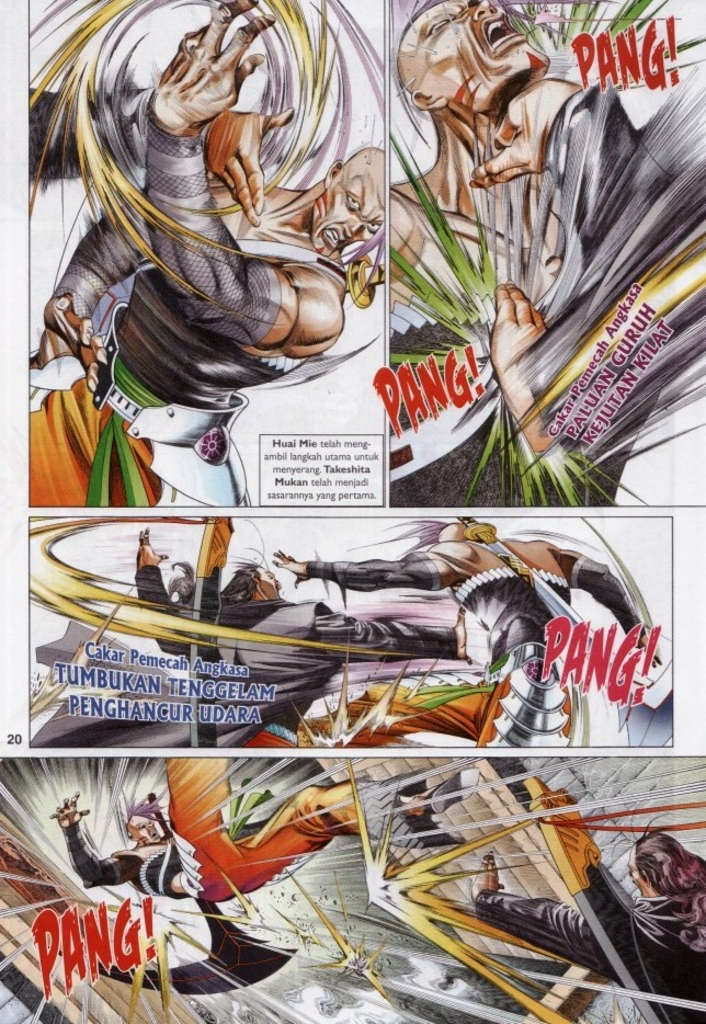 PANG!
PANG!
Cakar Pemecah Angkasa
PALUAN GURUH
KEJUTAN KILAT
Huai Mie telah meng-
ambil langkah utama untuk
menyerang. Takeshita
Mukan telah menjadi
sasarannya yang pertama.
Cakar Pemecah Angkasa
TUMBUKAN TENGGELAM
PENGHANCUR UDARA
PANG!
20
PANG!